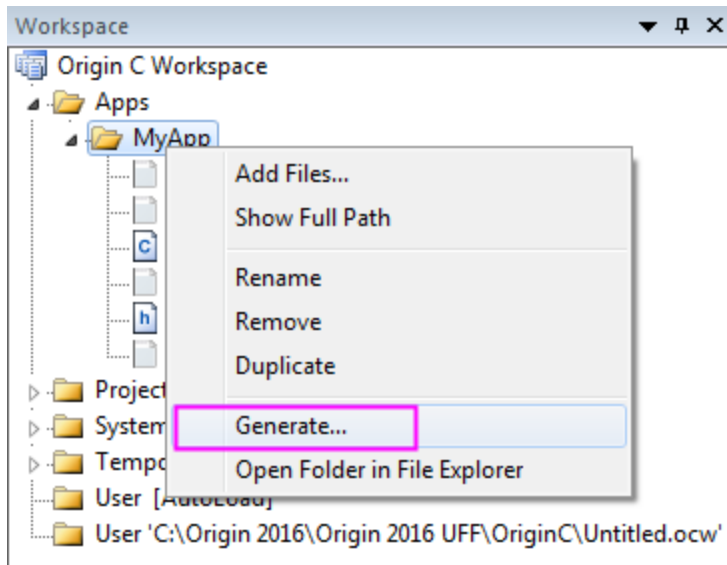 Workspace
Origin C Workspace
Apps
MyApp
Add Files...
Show Full Path
C
Rename
h
Remove
Duplicate
Project
System
Generate...
Open Folder in File Explorer
User [AutoLoad]
User 'C:\Origin 2016\Origin 2016 UFF\OriginC\Untitled.ocw'